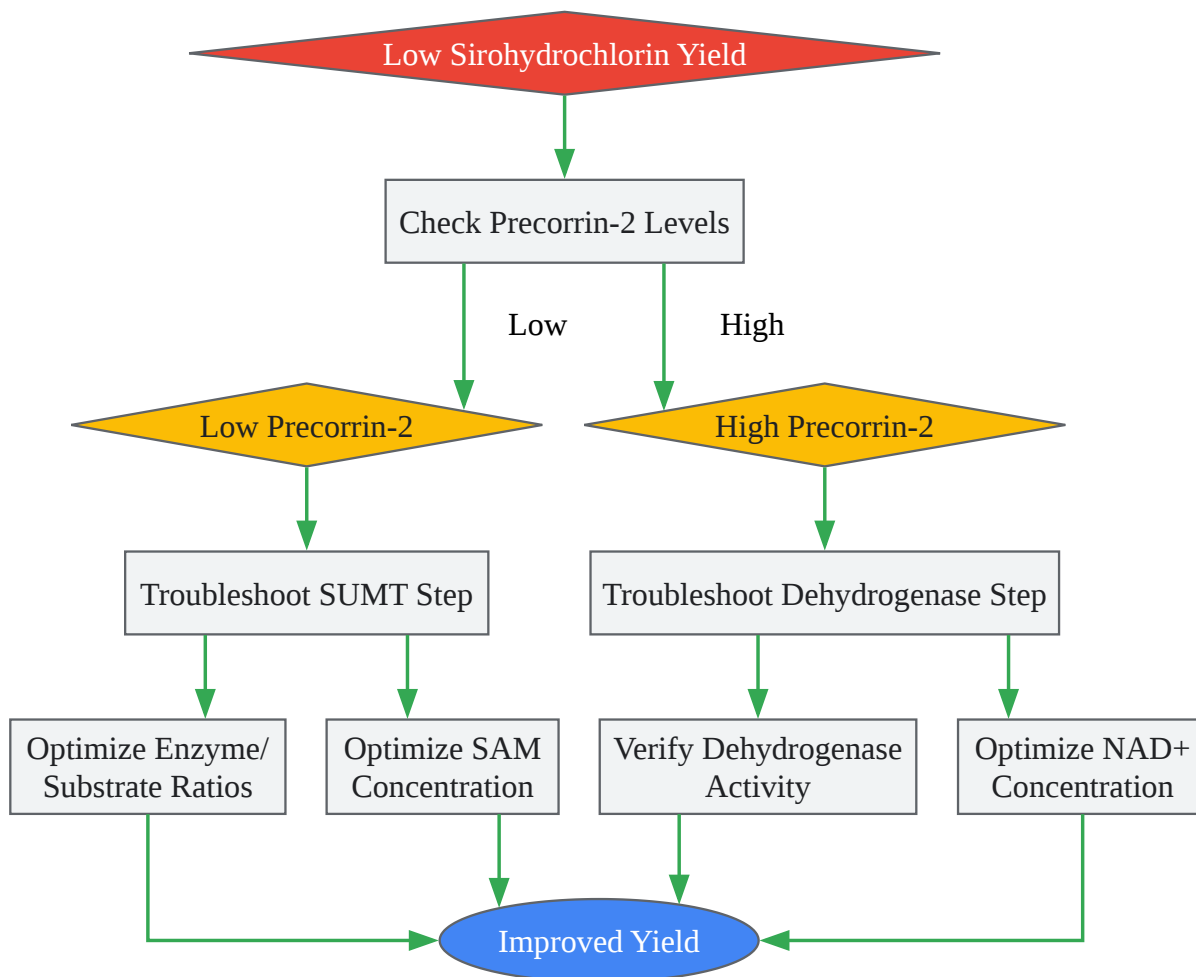 Low Sirohydrochlorin Yield
Check Precorrin-2 Levels
Low
High
Low Precorrin-2
High Precorrin-2
Troubleshoot SUMT Step
Troubleshoot Dehydrogenase Step
Optimize Enzyme/
Substrate Ratios
Optimize SAM
Concentration
Verify Dehydrogenase
Activity
Optimize NAD+
Concentration
Improved Yield